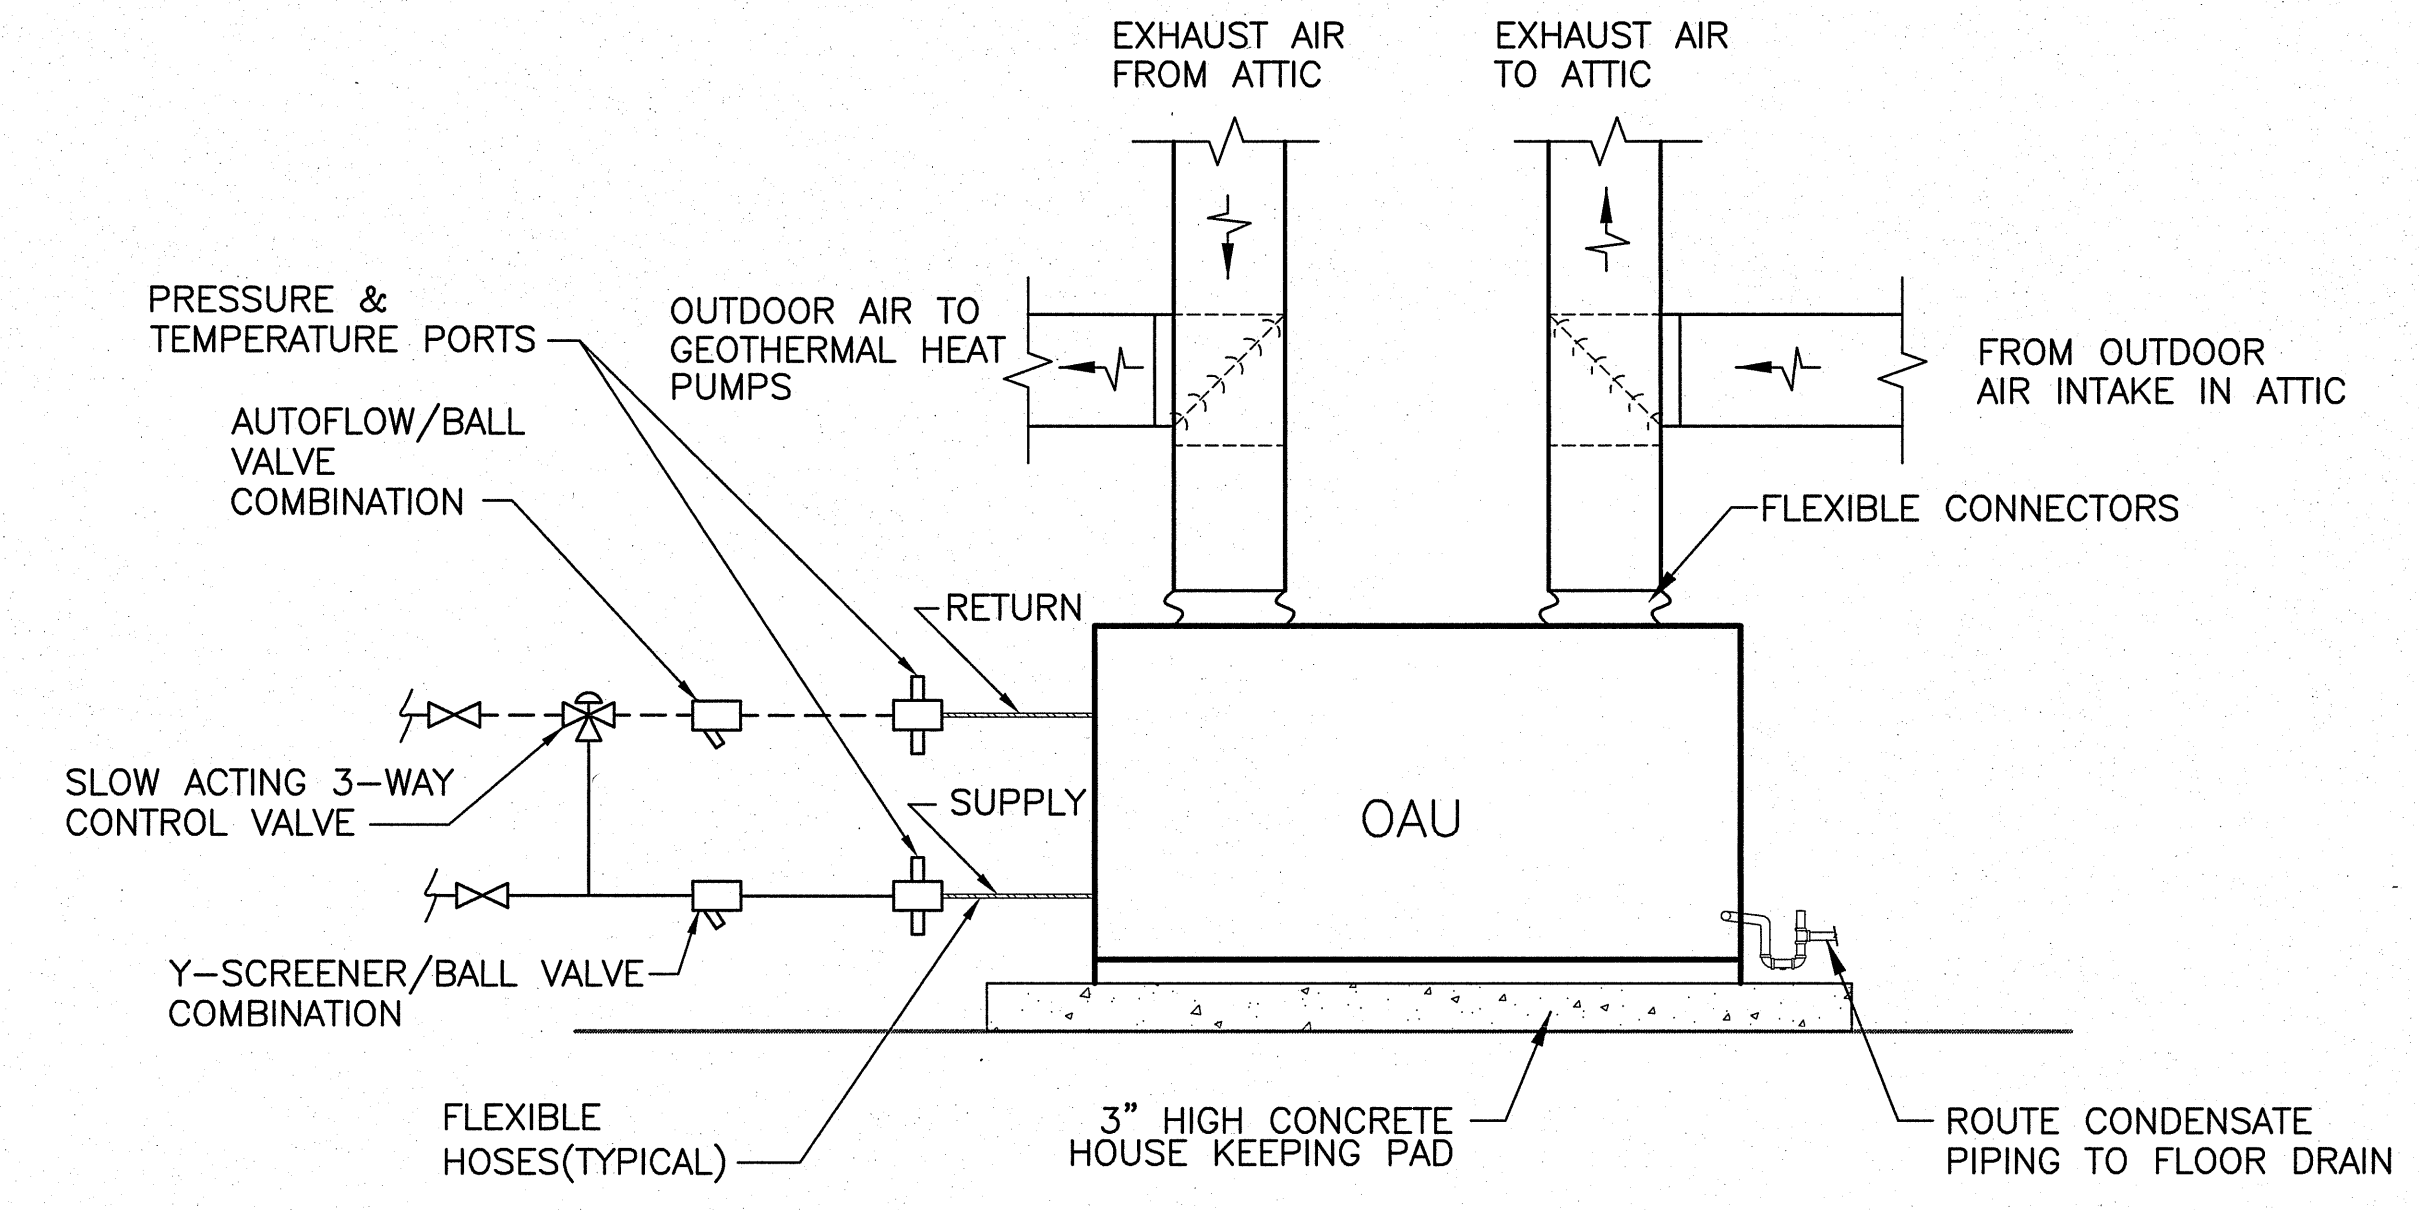 EXHAUST AIR
FROM ATTIC
EXHAUST AIR
TO ATTIC
PRESSURE &
TEMPERATURE PORTS
OUTDOOR AIR TO
GEOTHERMAL HEAT
PUMPS
FROM OUTDOOR
AIR INTAKE IN ATTIC
AUTOFLOW/BALL
VALVE
COMBINATION
FLEXIBLE CONNECTORS
RETURN
SLOW ACTING 3-WAY
CONTROL VALVE
SUPPLY
OAU
Y-SCREENER/BALL VALVE
COMBINATION
FLEXIBLE
HOSES(TYPICAL)
3" HIGH CONCRETE
HOUSE KEEPING PAD
ROUTE CONDENSATE
PIPING TO FLOOR DRAIN